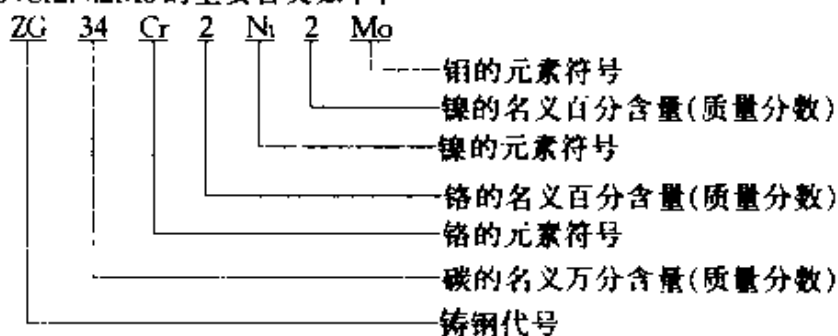 ZG 34 Cr 2 Ni 2 Mo
钼的元素符号
镍的名义百分含量(质量分数)
镍的元素符号
铬的名义百分含量(质量分数)
铬的元素符号
碳的名义万分含量(质量分数)
铸钢代号